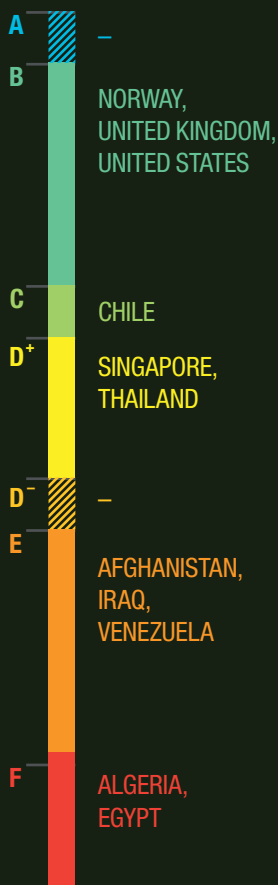 A
–
B
NORWAY,
UNITED KINGDOM,
UNITED STATES
C
CHILE
D+
SINGAPORE,
THAILAND
D-
–
E
AFGHANISTAN,
IRAQ,
VENEZUELA
F
ALGERIA,
EGYPT